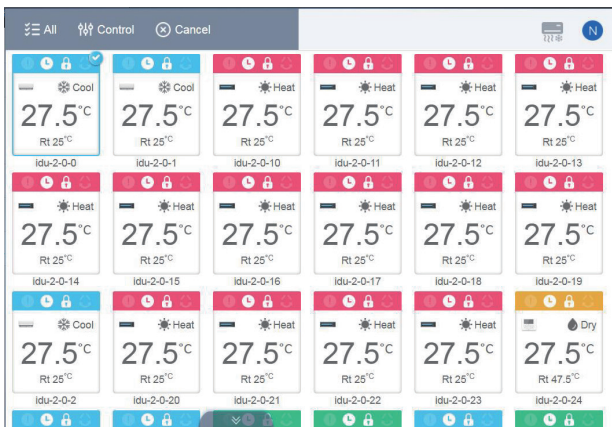 All Control Cancel N
Cool Cool Heat Heat Heat Heat
27.5°C 27.5°C 27.5°C 27.5°C 27.5°C 27.5°C
Rt 25°C Rt 25°C Rt 25°C Rt 25°C Rt 25°C Rt 25°C
idu-2-0-0 idu-2-0-1 idu-2-0-10 idu-2-0-11 idu-2-0-12 idu-2-0-13
Heat Heat Heat Heat Heat Heat
27.5°C 27.5°C 27.5°C 27.5°C 27.5°C 27.5°C
Rt 25°C Rt 25°C Rt 25°C Rt 25°C Rt 25°C Rt 25°C
idu-2-0-14 idu-2-0-15 idu-2-0-16 idu-2-0-17 idu-2-0-18 idu-2-0-19
Cool Heat Heat Heat Heat Dry
27.5°C 27.5°C 27.5°C 27.5°C 27.5°C 27.5°C
Rt 25°C Rt 25°C Rt 25°C Rt 25°C Rt 25°C Rt 47.5°C
idu-2-0-2 idu-2-0-20 idu-2-0-21 idu-2-0-22 idu-2-0-23 idu-2-0-24